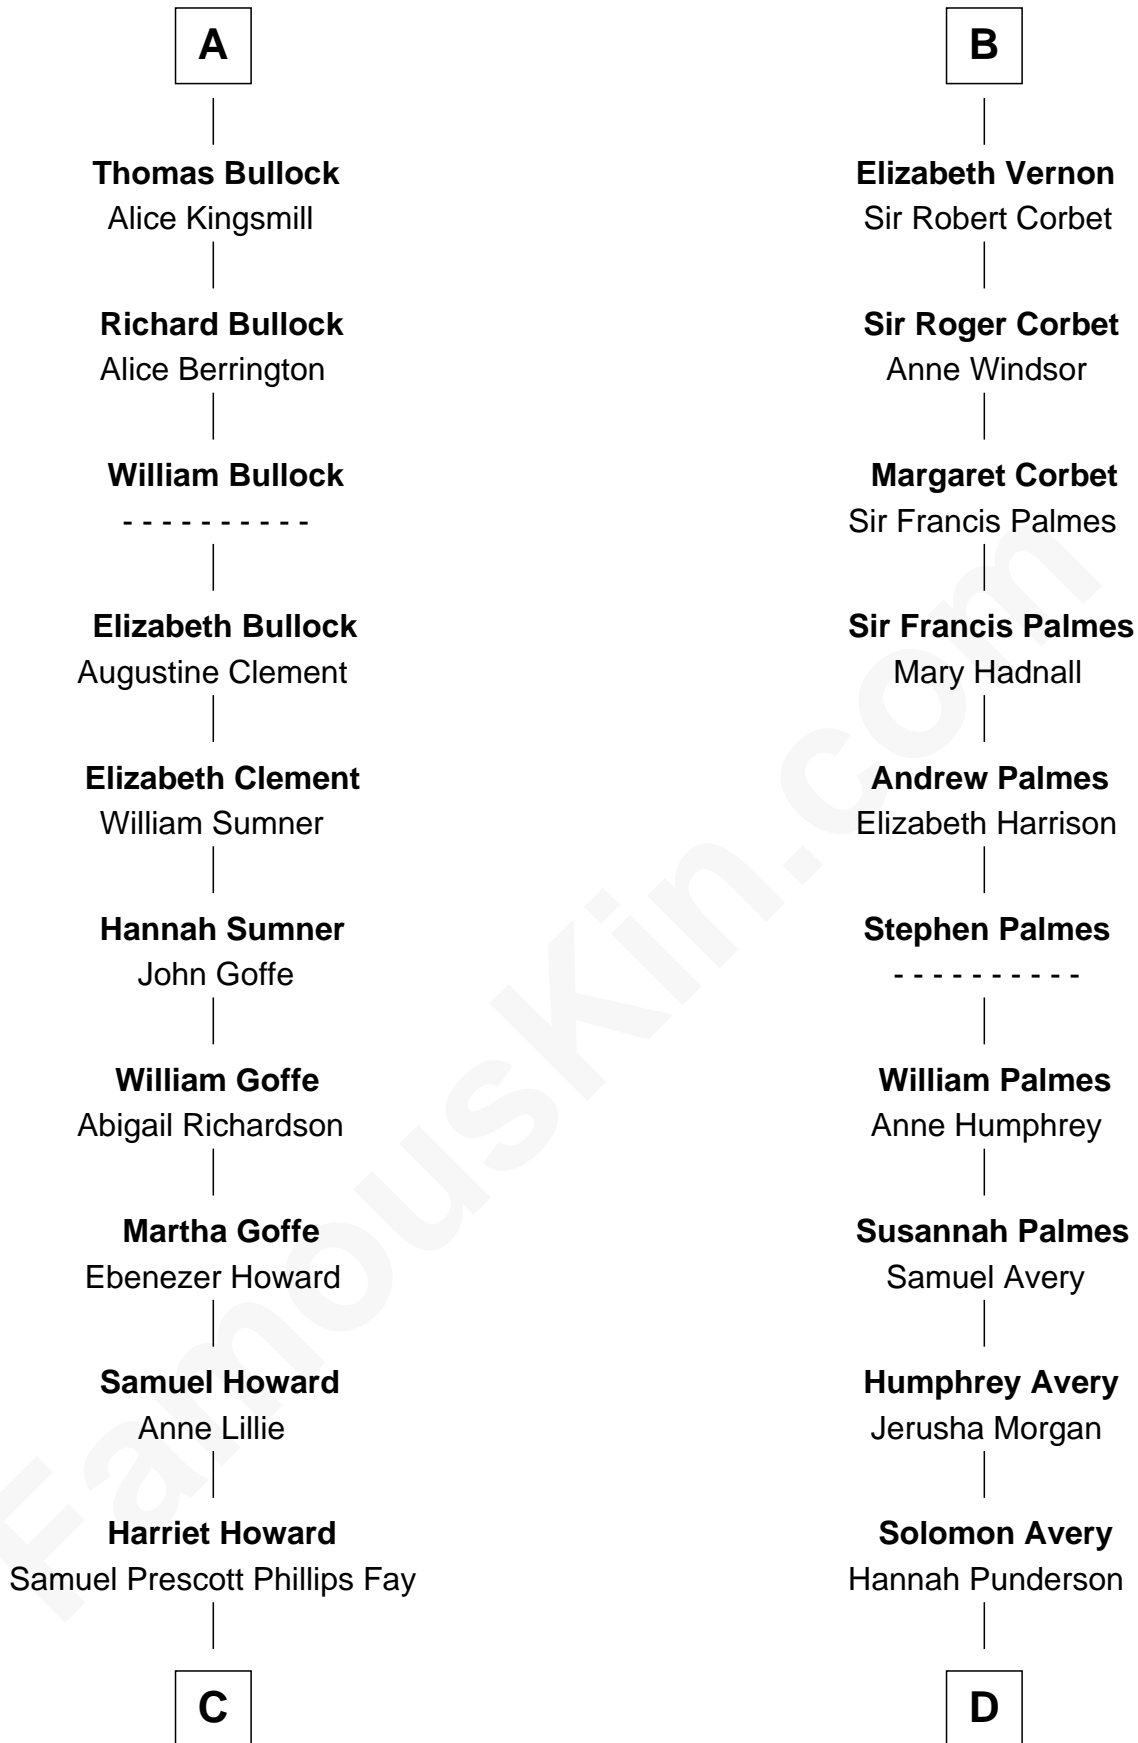 A
Thomas Bullock
Alice Kingsmill
Richard Bullock
Alice Berrington
William Bullock
- - - - - - - - - -
Elizabeth Bullock
Augustine Clement
Elizabeth Clement
William Sumner
Hannah Sumner
John Goffe
William Goffe
Abigail Richardson
Martha Goffe
Ebenezer Howard
Samuel Howard
Anne Lillie
Harriet Howard
Samuel Prescott Phillips Fay
C
B
Elizabeth Vernon
Sir Robert Corbet
Sir Roger Corbet
Anne Windsor
Margaret Corbet
Sir Francis Palmes
Sir Francis Palmes
Mary Hadnall
Andrew Palmes
Elizabeth Harrison
Stephen Palmes
- - - - - - - - - -
William Palmes
Anne Humphrey
Susannah Palmes
Samuel Avery
Humphrey Avery
Jerusha Morgan
Solomon Avery
Hannah Punderson
D
FamousKin.com